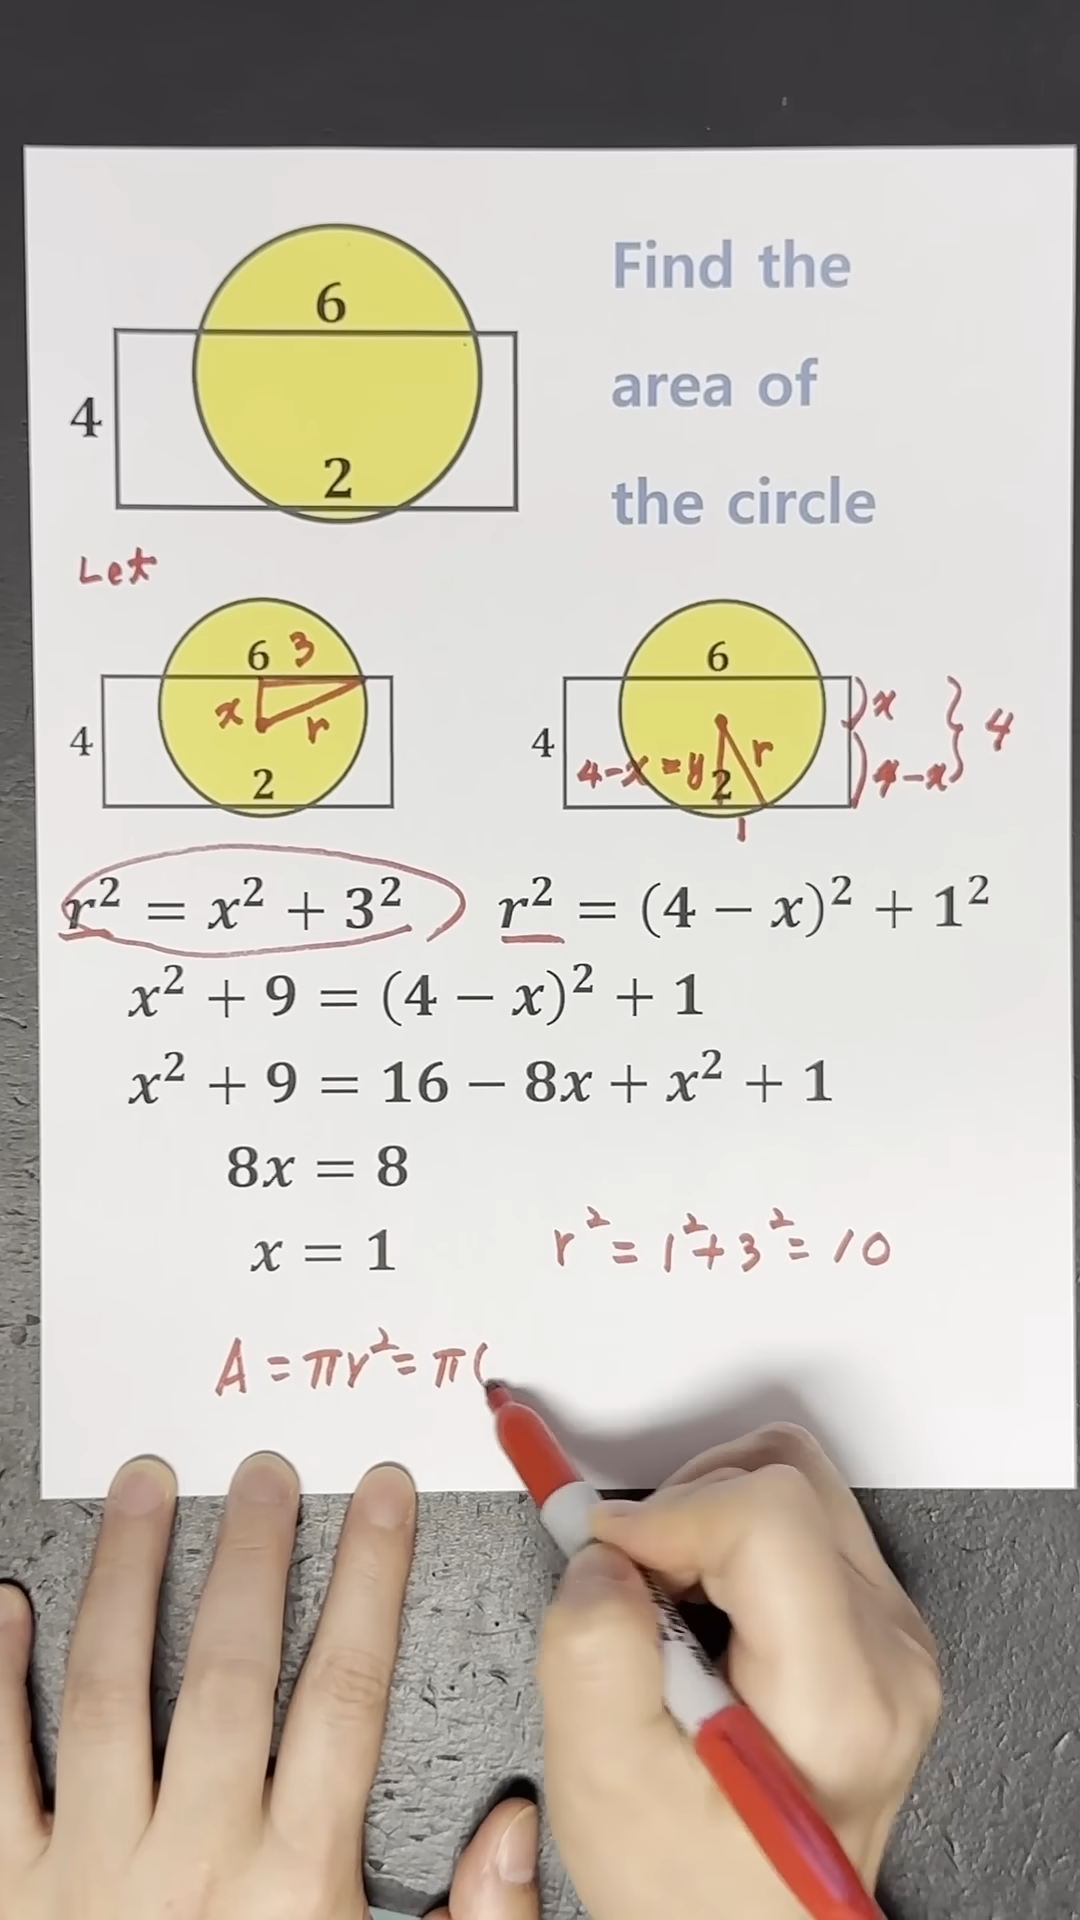 6
4
2
Find the
area of
the circle
Let
6 3
x
r
4
2
6
x
4
4
r
4-x=y
2
4-x
1
r² = x² + 3²
r² = (4 − x)² + 1²
x² + 9 = (4 − x)² + 1
x² + 9 = 16 − 8x + x² + 1
8x = 8
x = 1
r² = 1² + 3² = 10
A = πr² = π(